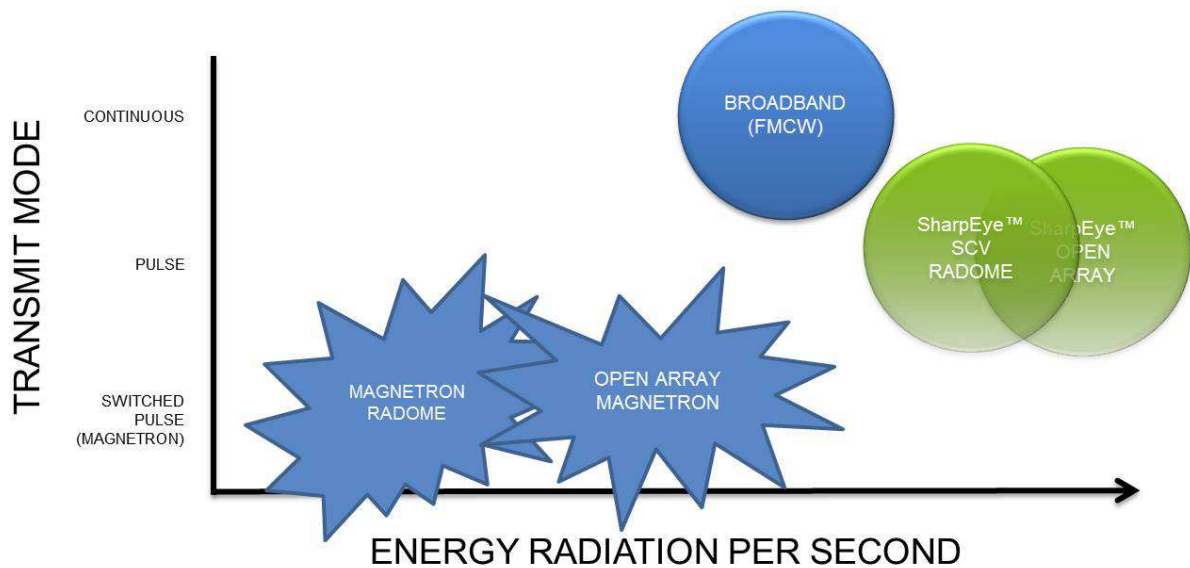 TRANSMIT MODE
CONTINUOUS
PULSE
SWITCHED
PULSE
(MAGNETRON)
BROADBAND
(FMCW)
SharpEye™
SCV
RADOME
SharpEye™
OPEN
ARRAY
MAGNETRON
RADOME
OPEN ARRAY
MAGNETRON
ENERGY RADIATION PER SECOND